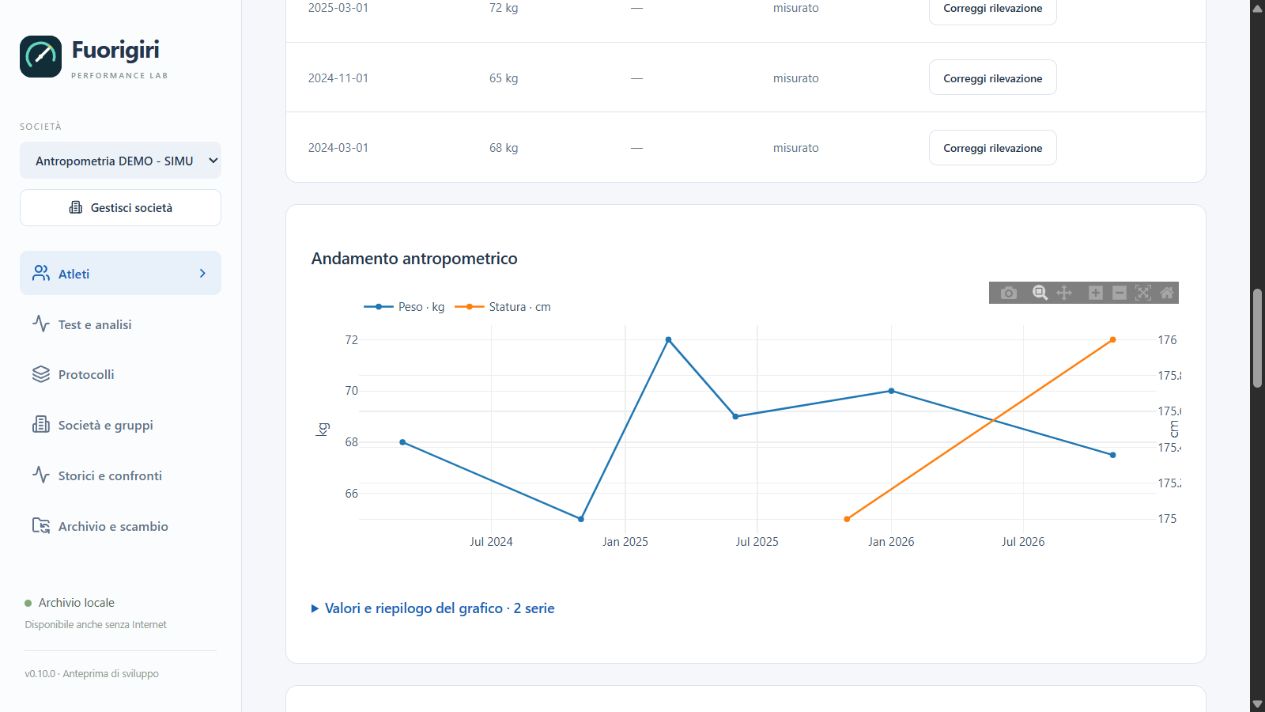 Fuorigiri
PERFORMANCE LAB
SOCIETÀ
Antropometria DEMO - SIMU
Gestisci società
Atleti
Test e analisi
Protocolli
Società e gruppi
Storici e confronti
Archivio e scambio
Archivio locale
Disponibile anche senza Internet
v0.10.0 · Anteprima di sviluppo
2025-03-01 72 kg — misurato Correggi rilevazione
2024-11-01 65 kg — misurato Correggi rilevazione
2024-03-01 68 kg — misurato Correggi rilevazione
Andamento antropometrico
Peso · kg Statura · cm
72
70
68
66
kg
176
175.
175.
175.
175.
175
cm
Jul 2024 Jan 2025 Jul 2025 Jan 2026 Jul 2026
Valori e riepilogo del grafico · 2 serie